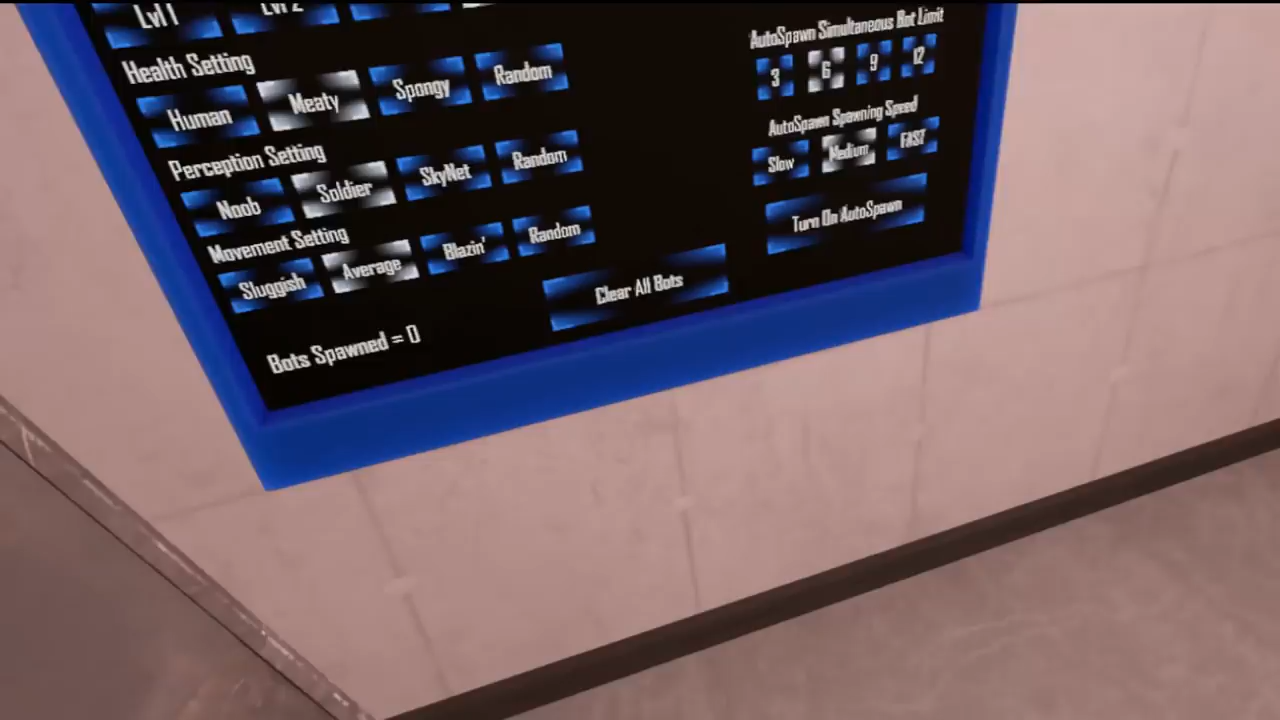 Lvl 1 Lvl 2
Health Setting
Human Meaty Spongy Random
Perception Setting
Noob Soldier SkyNet Random
Movement Setting
Sluggish Average Blazin' Random
Bots Spawned = 0
Clear All Bots
AutoSpawn Simultaneous Bot Limit
3 6 9 12
AutoSpawn Spawning Speed
Slow Medium FAST
Turn On AutoSpawn